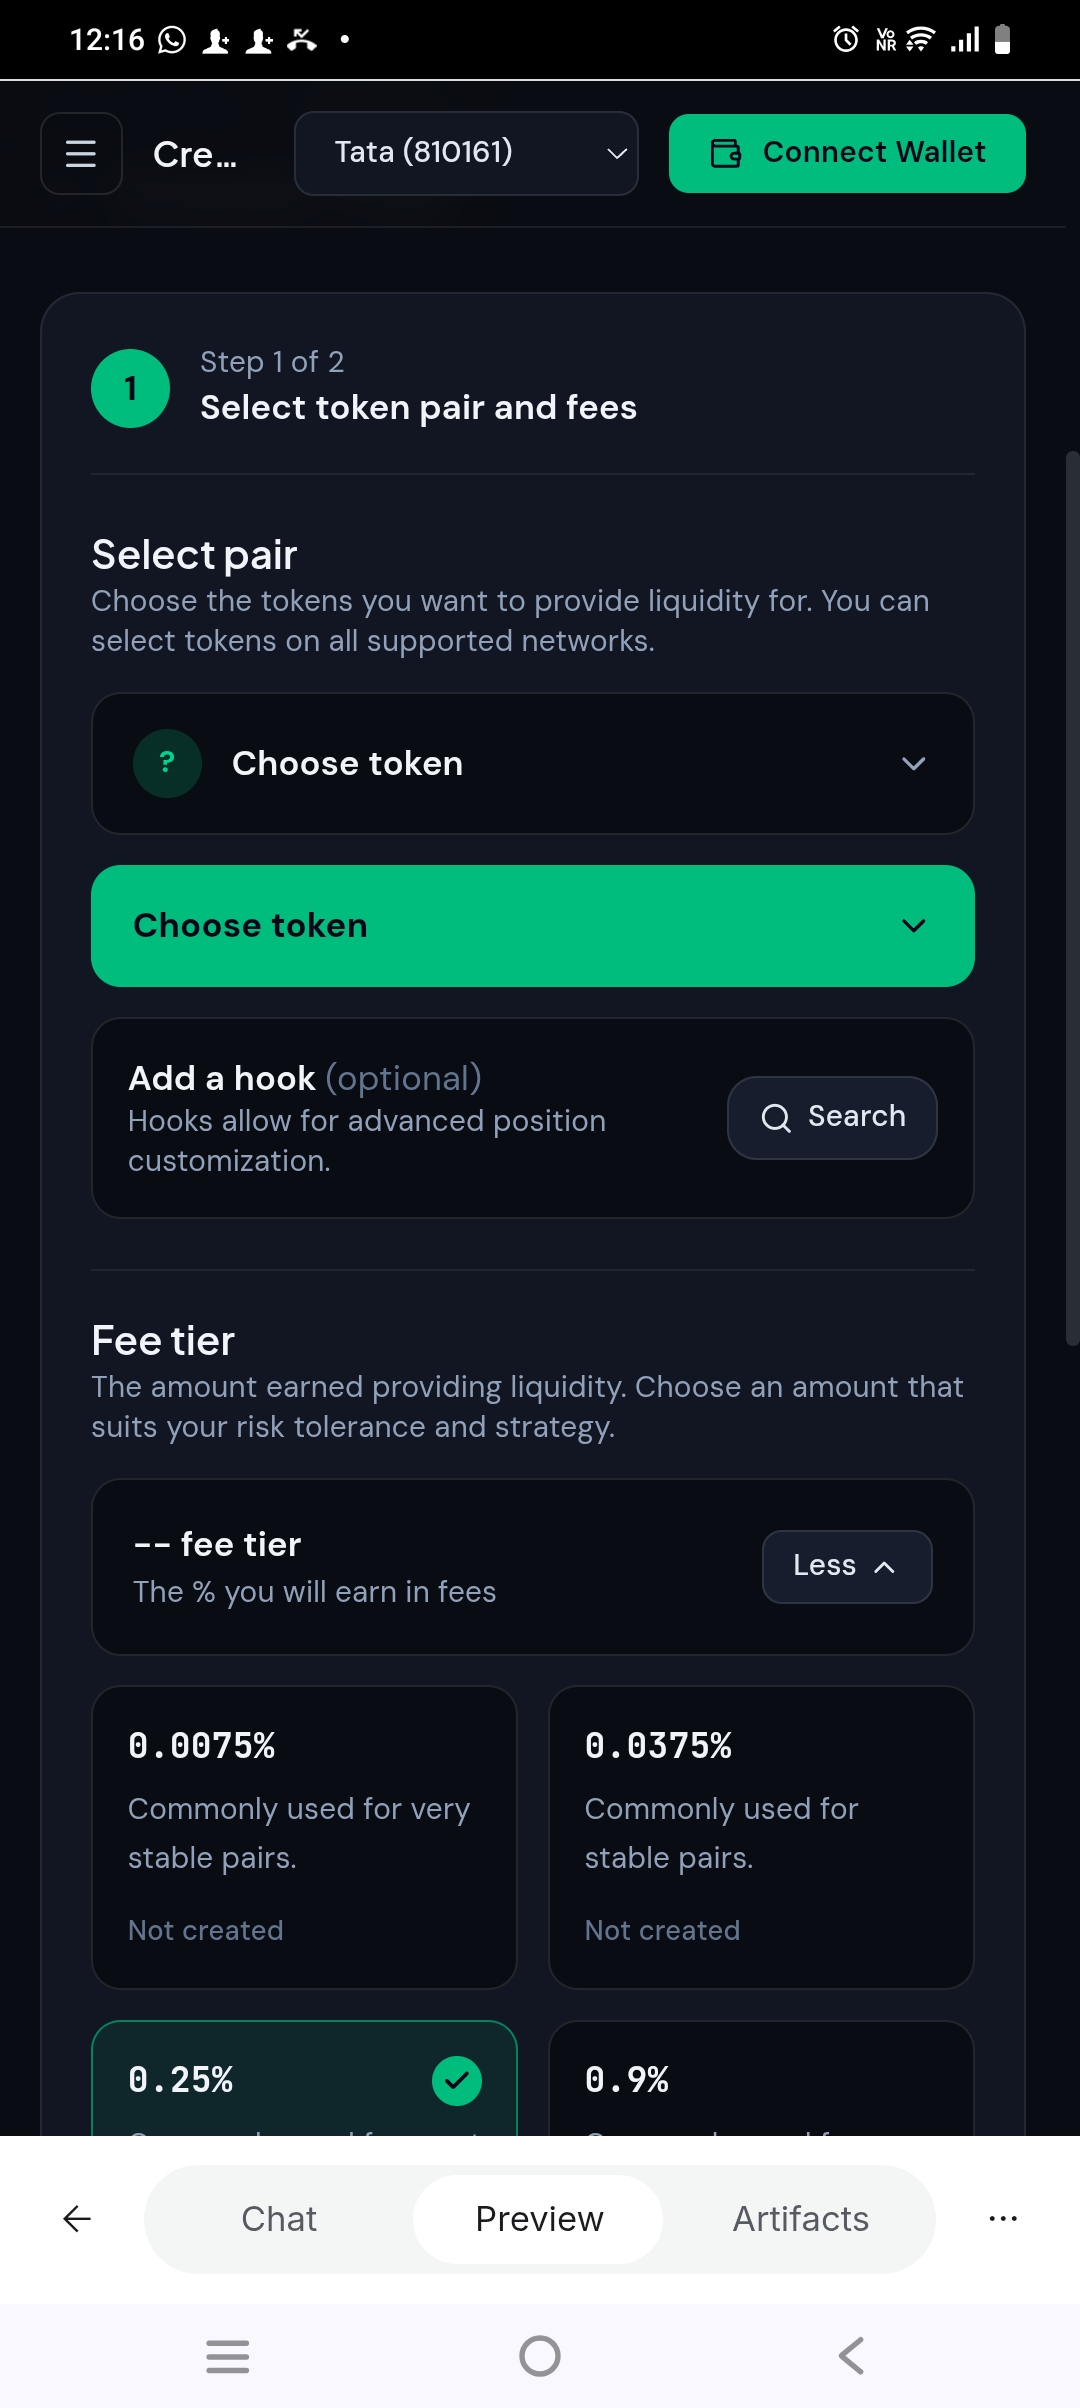 12:16
Vo
NR
Cre...
Tata (810161)
Connect Wallet
1
Step 1 of 2
Select token pair and fees
Select pair
Choose the tokens you want to provide liquidity for. You can
select tokens on all supported networks.
?
Choose token
Choose token
Add a hook (optional)
Hooks allow for advanced position
customization.
Search
Fee tier
The amount earned providing liquidity. Choose an amount that
suits your risk tolerance and strategy.
-- fee tier
The % you will earn in fees
Less
0.0075%
Commonly used for very
stable pairs.
Not created
0.0375%
Commonly used for
stable pairs.
Not created
0.25%
0.9%
Chat
Preview
Artifacts